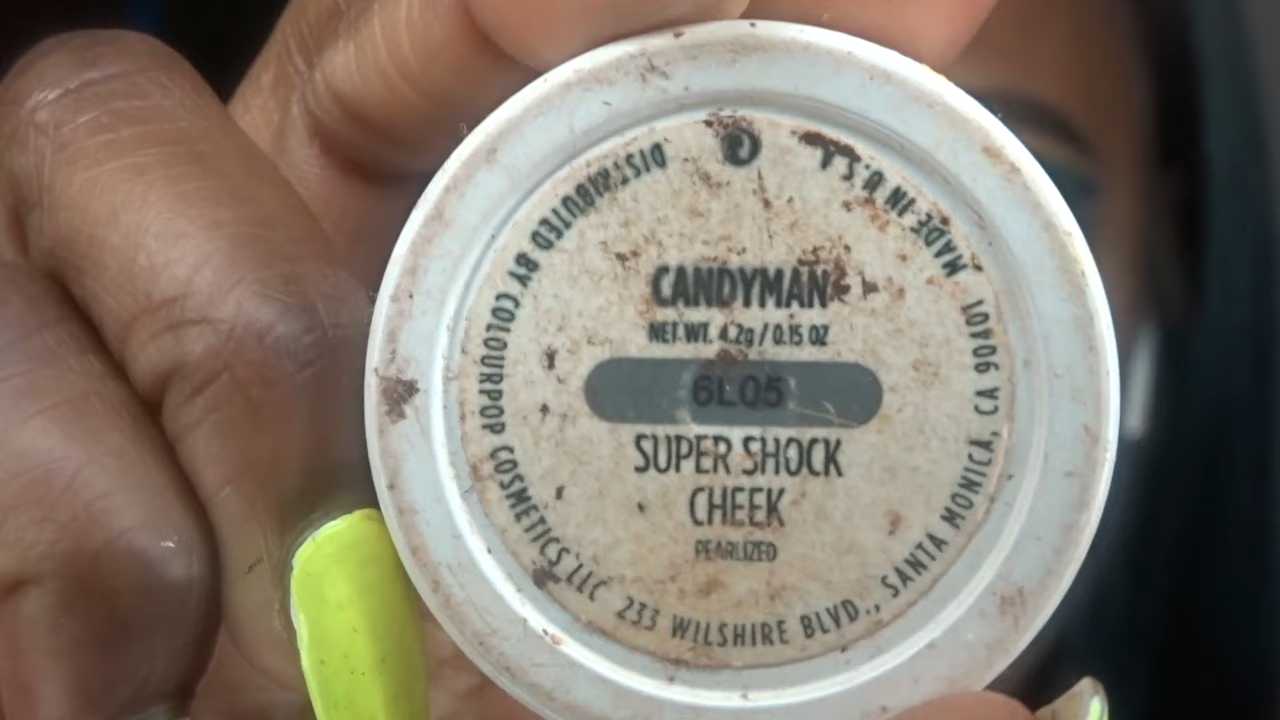 CANDYMAN
NET WT. 4.2g / 0.15 OZ
6L05
SUPER SHOCK
CHEEK
PEARLIZED
DISTRIBUTED BY COLOURPOP COSMETICS LLC 233 WILSHIRE BLVD., SANTA MONICA, CA 90401 MADE IN U.S.A